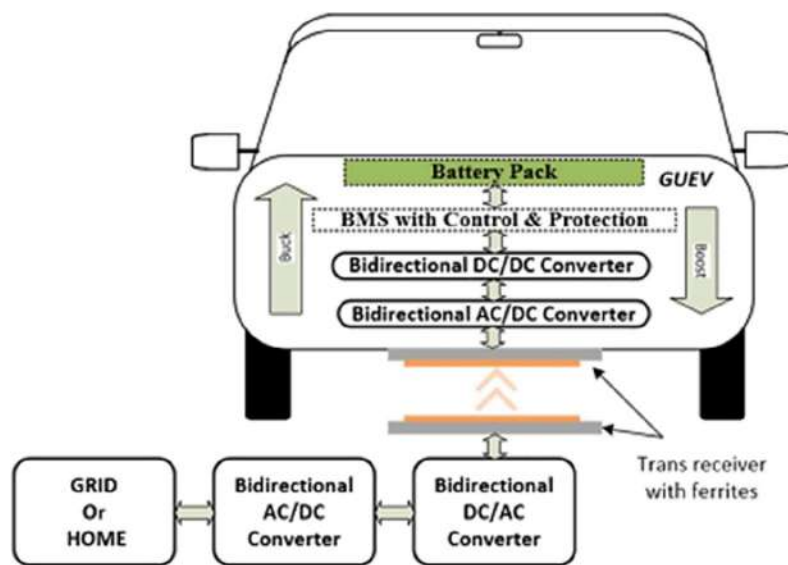 Battery Pack
GUEV
BMS with Control & Protection
Buck
Boost
Bidirectional DC/DC Converter
Bidirectional AC/DC Converter
Trans receiver
with ferrites
GRID
Or
HOME
Bidirectional
AC/DC
Converter
Bidirectional
DC/AC
Converter